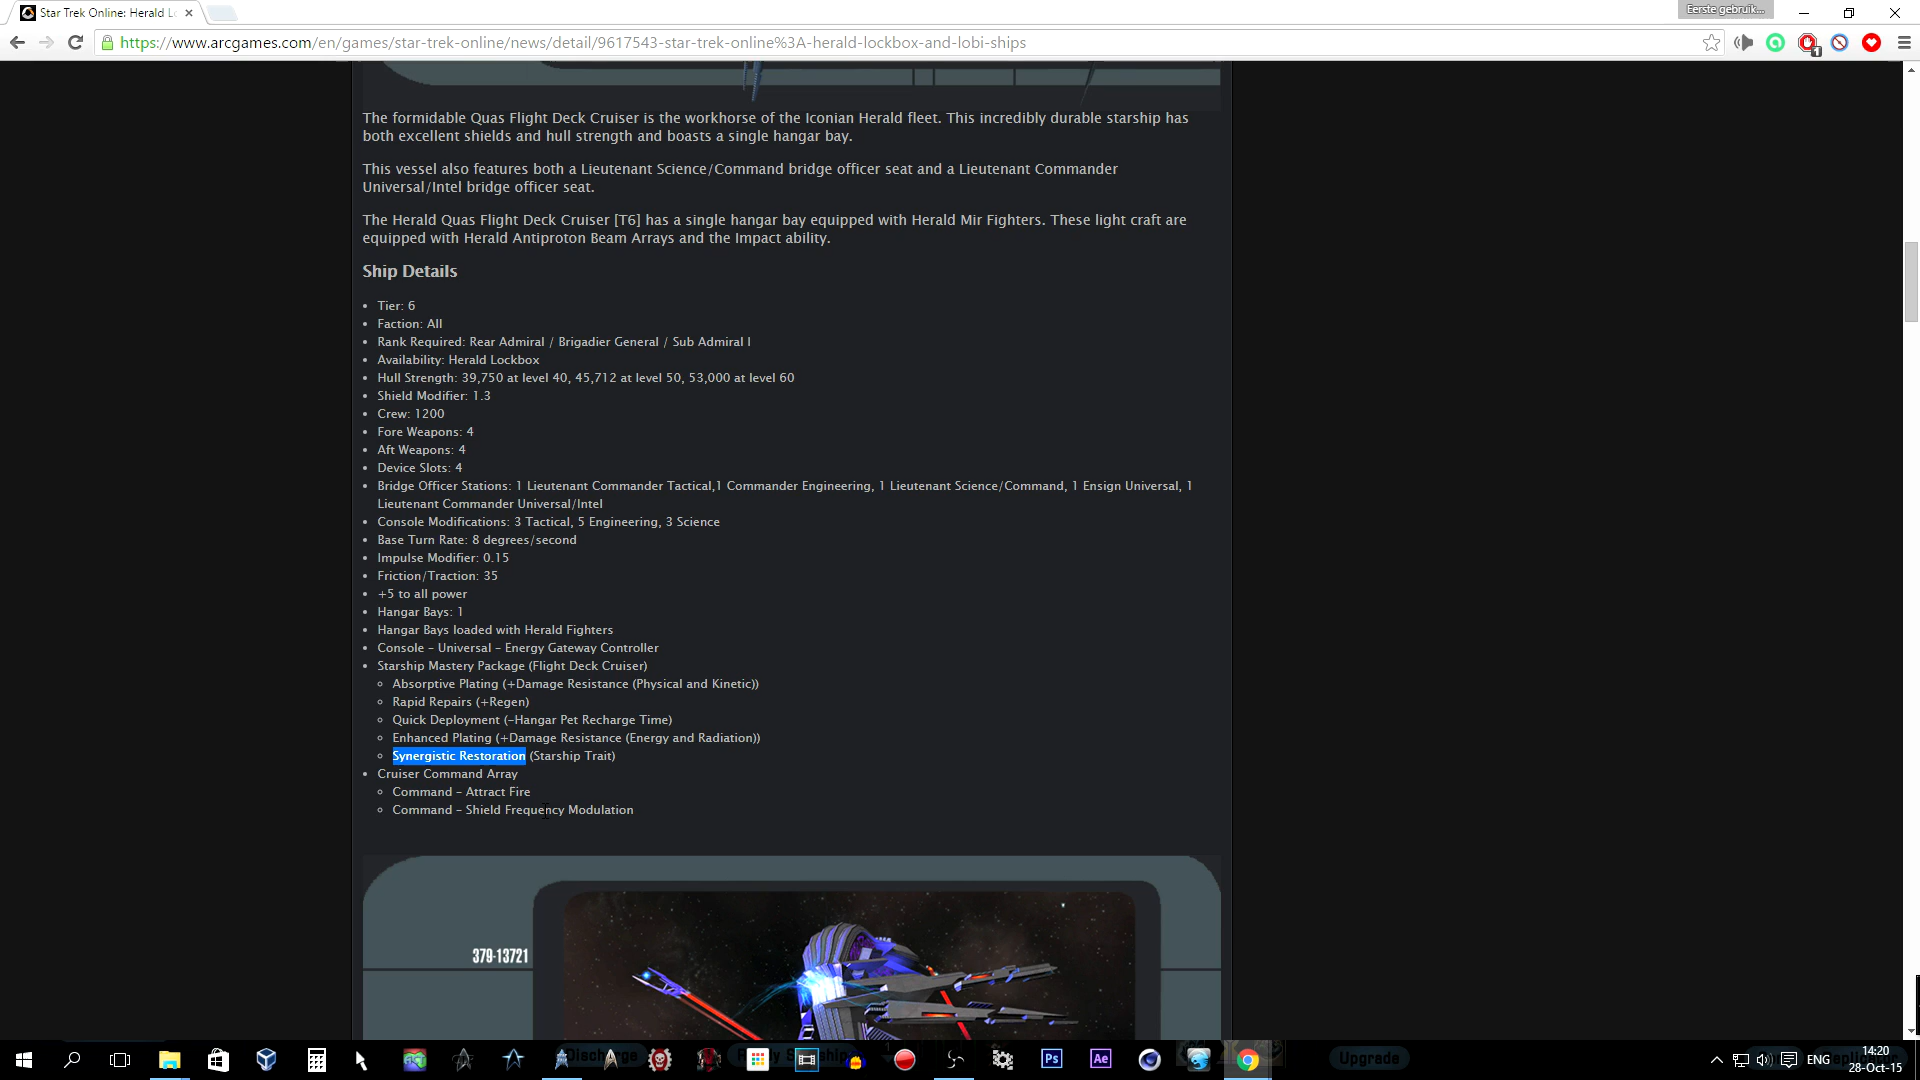 Star Trek Online: Herald L
Eerste gebruik...
https://www.arcgames.com/en/games/star-trek-online/news/detail/9617543-star-trek-online%3A-herald-lockbox-and-lobi-ships
1
The formidable Quas Flight Deck Cruiser is the workhorse of the Iconian Herald fleet. This incredibly durable starship has
both excellent shields and hull strength and boasts a single hangar bay.
This vessel also features both a Lieutenant Science/Command bridge officer seat and a Lieutenant Commander
Universal/Intel bridge officer seat.
The Herald Quas Flight Deck Cruiser [T6] has a single hangar bay equipped with Herald Mir Fighters. These light craft are
equipped with Herald Antiproton Beam Arrays and the Impact ability.
Ship Details
• Tier: 6
• Faction: All
• Rank Required: Rear Admiral / Brigadier General / Sub Admiral I
• Availability: Herald Lockbox
• Hull Strength: 39,750 at level 40, 45,712 at level 50, 53,000 at level 60
• Shield Modifier: 1.3
• Crew: 1200
• Fore Weapons: 4
• Aft Weapons: 4
• Device Slots: 4
• Bridge Officer Stations: 1 Lieutenant Commander Tactical,1 Commander Engineering, 1 Lieutenant Science/Command, 1 Ensign Universal, 1
Lieutenant Commander Universal/Intel
• Console Modifications: 3 Tactical, 5 Engineering, 3 Science
• Base Turn Rate: 8 degrees/second
• Impulse Modifier: 0.15
• Friction/Traction: 35
• +5 to all power
• Hangar Bays: 1
• Hangar Bays loaded with Herald Fighters
• Console – Universal – Energy Gateway Controller
• Starship Mastery Package (Flight Deck Cruiser)
◦ Absorptive Plating (+Damage Resistance (Physical and Kinetic))
◦ Rapid Repairs (+Regen)
◦ Quick Deployment (-Hangar Pet Recharge Time)
◦ Enhanced Plating (+Damage Resistance (Energy and Radiation))
◦ Synergistic Restoration (Starship Trait)
• Cruiser Command Array
◦ Command – Attract Fire
◦ Command – Shield Frequency Modulation
379-13721
Discharge
Upgrade
Ps
Ae
ENG
14:20
28-Oct-15